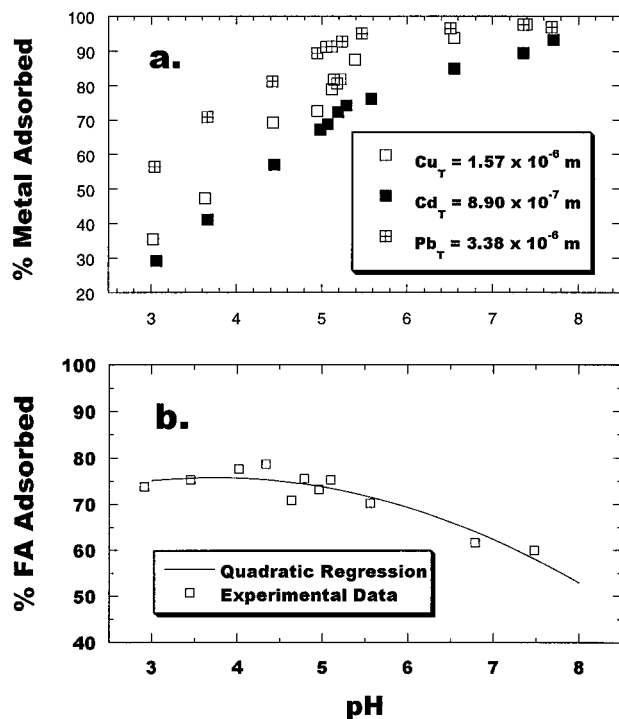 100
90
80
70
60
50
40
30
20
% Metal Adsorbed
a.
Cu_T = 1.57 x 10^-6 m
Cd_T = 8.90 x 10^-7 m
Pb_T = 3.38 x 10^-6 m
3 4 5 6 7 8
100
90
80
70
60
50
40
% FA Adsorbed
b.
Quadratic Regression
Experimental Data
3 4 5 6 7 8
pH